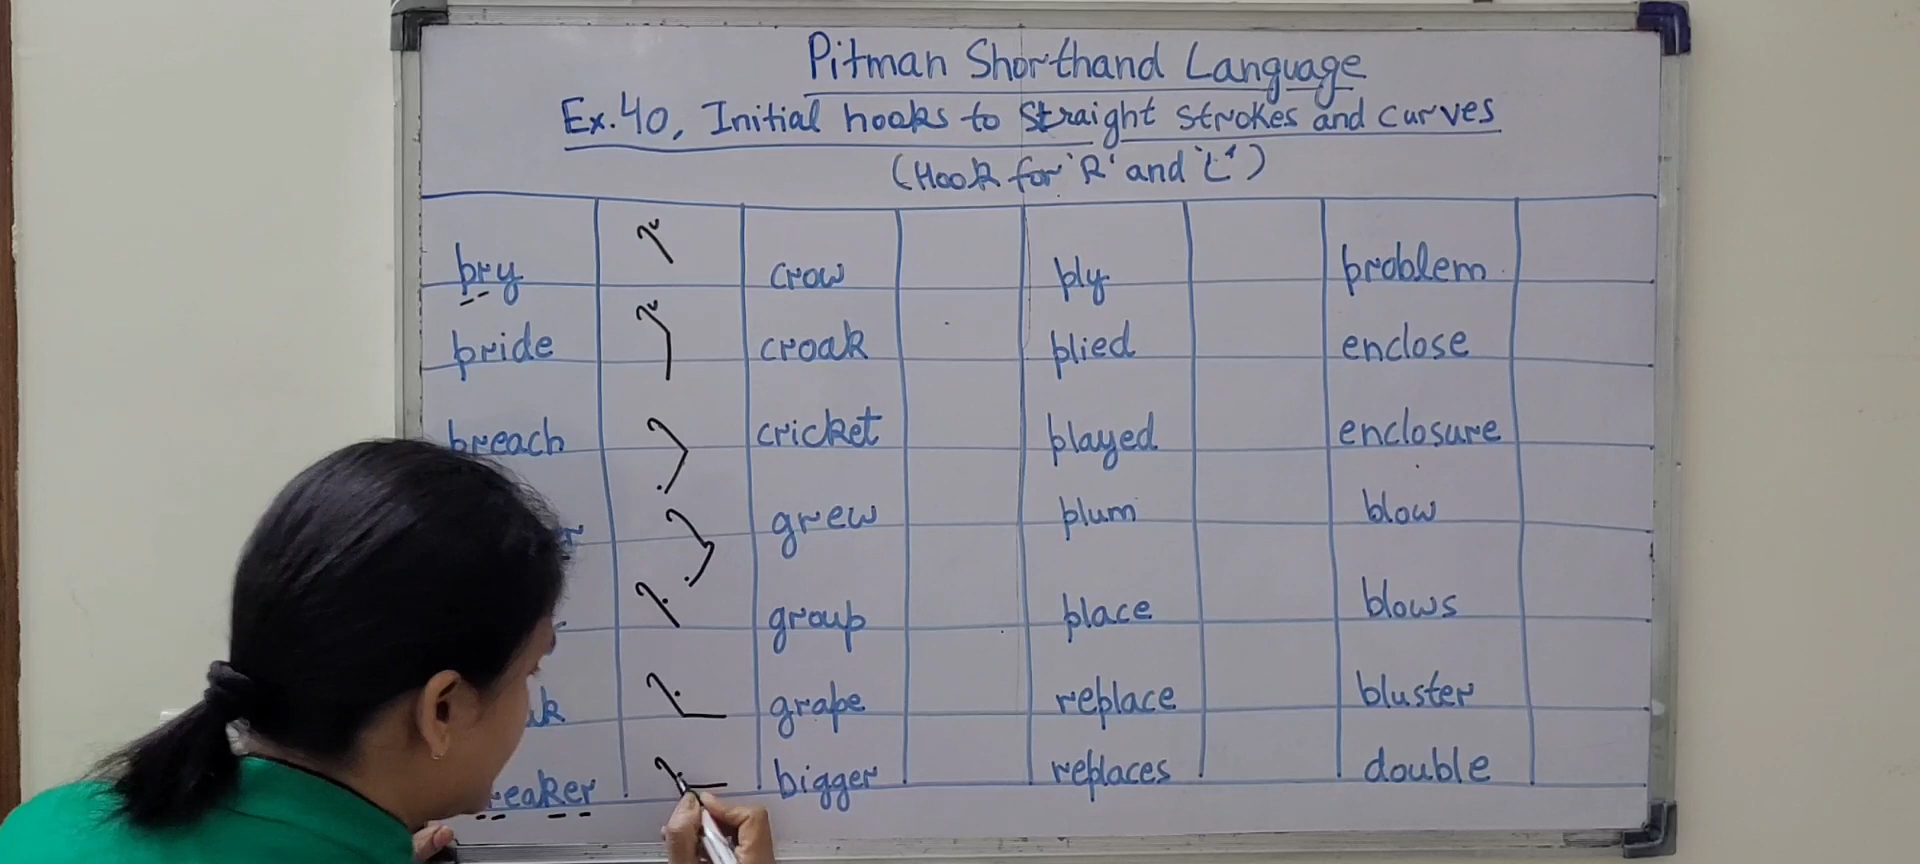 Pitman Shorthand Language
Ex.40, Initial hooks to Straight Strokes and curves
(Hook for 'R' and 'L')
pry crow ply problem
pride croak plied enclose
breach cricket played enclosure
grew plum blow
group place blows
grape replace bluster
reaker bigger replaces double